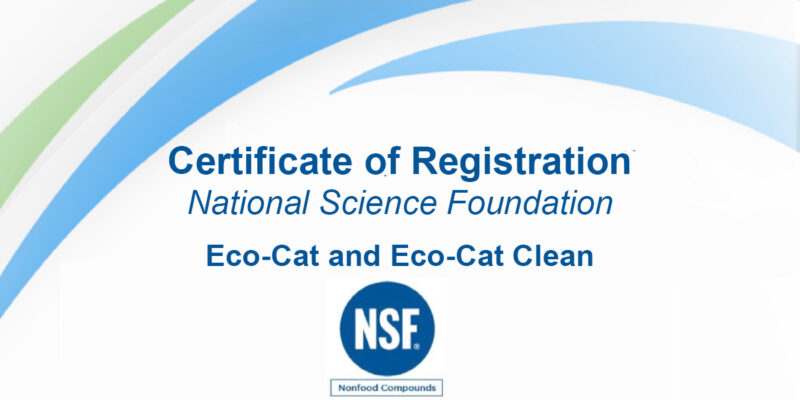 Certificate of Registration
National Science Foundation
Eco-Cat and Eco-Cat Clean
NSF®
Nonfood Compounds